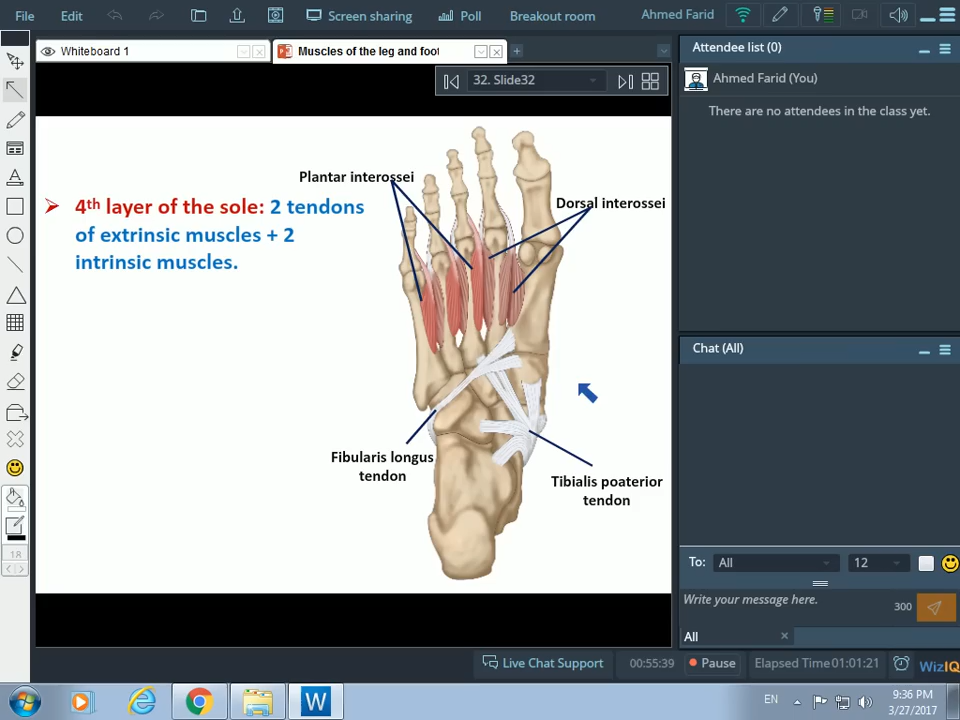 File Edit Screen sharing Poll Breakout room Ahmed Farid
Whiteboard 1 Muscles of the leg and foot +
Attendee list (0)
32. Slide32
Ahmed Farid (You)
There are no attendees in the class yet.
Plantar interossei
Dorsal interossei
4th layer of the sole: 2 tendons
of extrinsic muscles + 2
intrinsic muscles.
Fibularis longus
tendon
Tibialis poaterior
tendon
Chat (All)
To: All 12
Write your message here. 300
All
18
Live Chat Support 00:55:39 Pause Elapsed Time 01:01:21 WizIQ
EN
9:36 PM
3/27/2017